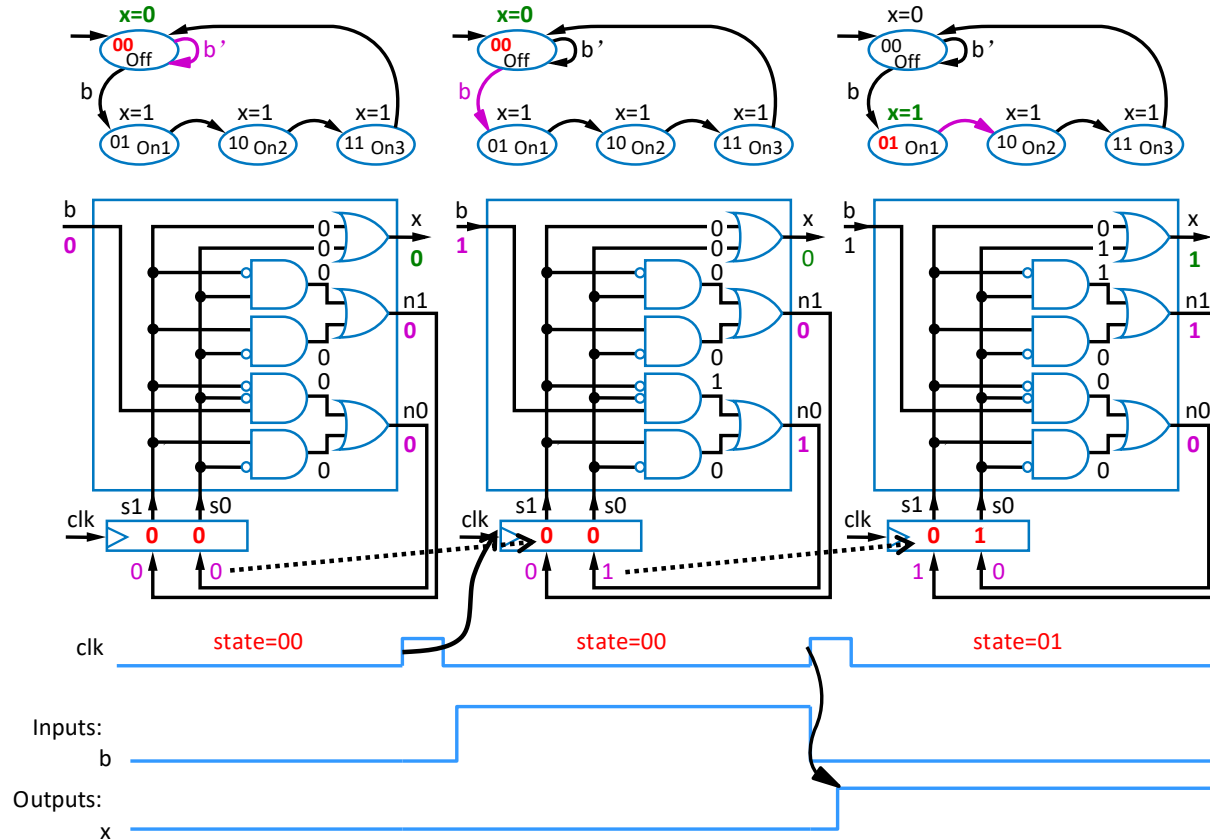 x=0 x=0 x=0
00 00 00
Off b’ Off b’ Off b’
b b b
x=1 x=1 x=1 x=1 x=1 x=1 x=1 x=1 x=1
01 On1 10 On2 11 On3 01 On1 10 On2 11 On3 01 On1 10 On2 11 On3
b x b x b x
0 0 0 1 0 0 1 0 1
0 0 0 0 1 1
0 n1 0 n1 1 n1
0 0 1
0 0 0
0 n0 1 n0 0 n0
0 1 0
0 0 0
s1 s0 s1 s0 s1 s0
clk 0 0 clk 0 0 clk 0 1
0 0 0 1 1 0
clk state=00 state=00 state=01
Inputs:
b
Outputs:
x